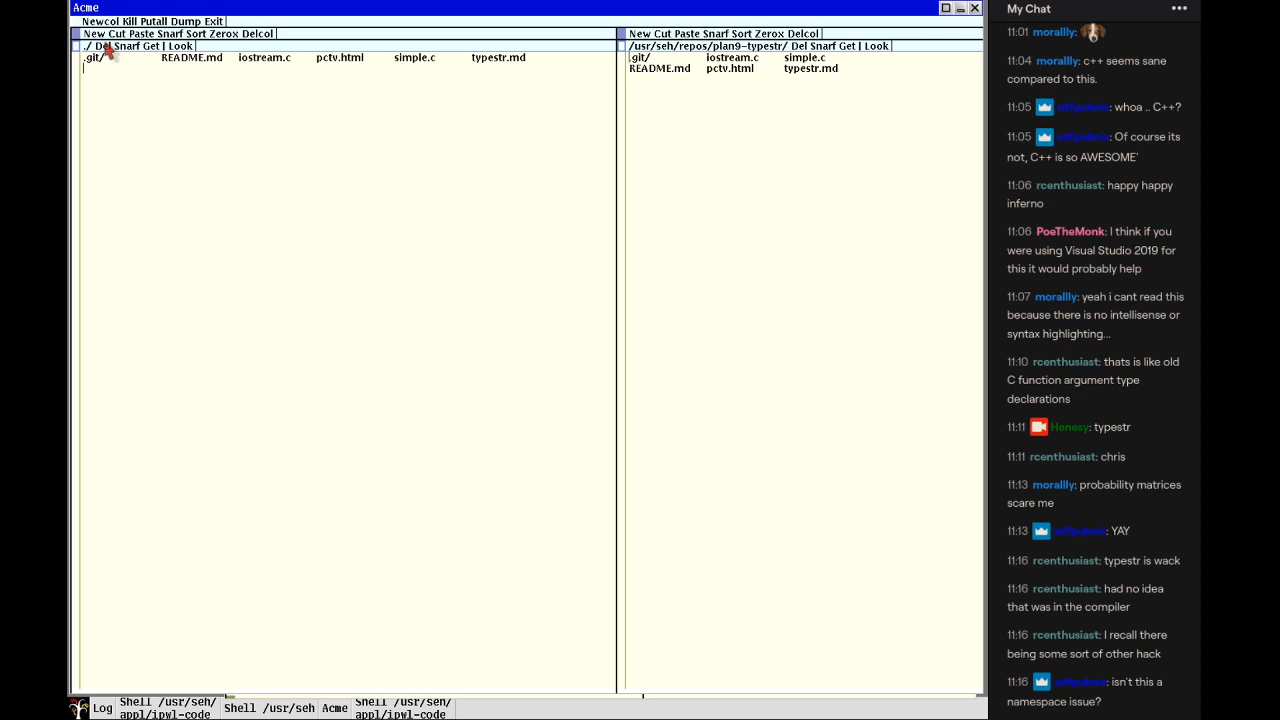 Acme
Newcol Kill Putall Dump Exit
New Cut Paste Snarf Sort Zerox Delcol
./ Del Snarf Get | Look
.git/ README.md iostream.c pctv.html simple.c typestr.md
New Cut Paste Snarf Sort Zerox Delcol
/usr/seh/repos/plan9-typestr/ Del Snarf Get | Look
.git/ iostream.c simple.c
README.md pctv.html typestr.md
Log
Shell /usr/seh/
appl/ipwl-code
Shell /usr/seh
Acme
Shell /usr/seh/
appl/ipwl-code
My Chat
11:01 morallly:
11:04 morallly: c++ seems sane
compared to this.
11:05 sdfpubnix: whoa .. C++?
11:05 sdfpubnix: Of course its
not, C++ is so AWESOME'
11:06 rcenthusiast: happy happy
inferno
11:06 PoeTheMonk: I think if you
were using Visual Studio 2019 for
this it would probably help
11:07 morallly: yeah i cant read this
because there is no intellisense or
syntax highlighting...
11:10 rcenthusiast: thats is like old
C function argument type
declarations
11:11 Henesy: typestr
11:11 rcenthusiast: chris
11:13 morallly: probability matrices
scare me
11:13 sdfpubnix: YAY
11:16 rcenthusiast: typestr is wack
11:16 rcenthusiast: had no idea
that was in the compiler
11:16 rcenthusiast: I recall there
being some sort of other hack
11:16 sdfpubnix: isn't this a
namespace issue?